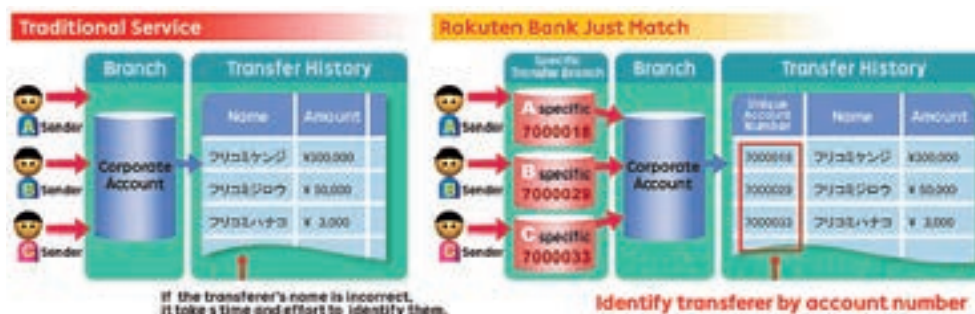 Traditional Service
Branch
Transfer History
Name
Amount
A Sender
B Sender
C Sender
Corporate
Account
フリコミケンジ ¥300,000
フリコミジロウ ¥ 50,000
フリコミハナコ ¥ 3,000
If the transferer's name is incorrect,
it takes time and effort to identify them.
Rakuten Bank Just Match
Specific
Transfer Branch
Branch
Transfer History
Unique
Account
Number
Name
Amount
A Sender
B Sender
C Sender
A specific
7000018
B specific
7000029
C specific
7000033
Corporate
Account
7000018 フリコミケンジ ¥300,000
7000029 フリコミジロウ ¥ 50,000
7000033 フリコミハナコ ¥ 3,000
Identify transferer by account number